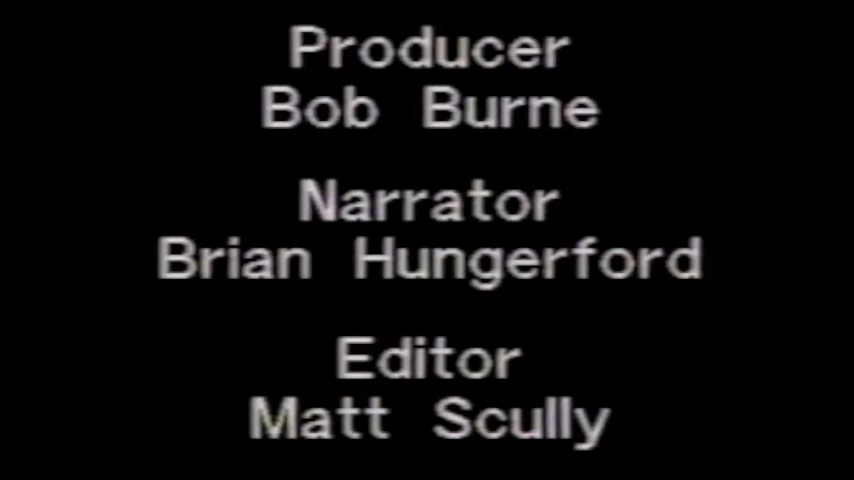 Producer
Bob Burne
Narrator
Brian Hungerford
Editor
Matt Scully